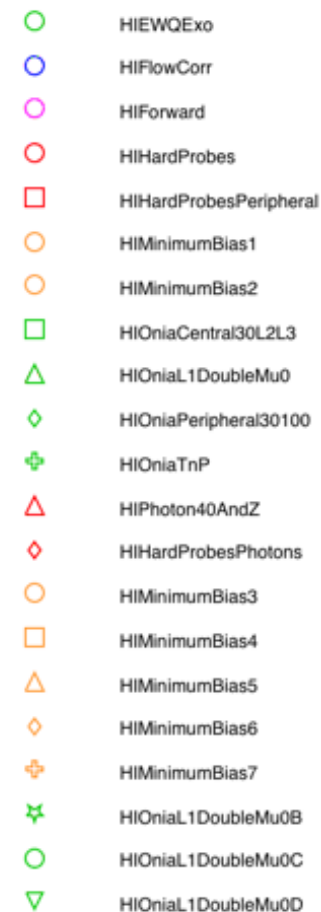 HIEWQExo
HIFlowCorr
HIForward
HIHardProbes
HIHardProbesPeripheral
HIMinimumBias1
HIMinimumBias2
HIOniaCentral30L2L3
HIOniaL1DoubleMu0
HIOniaPeripheral30100
HIOniaTnP
HIPhoton40AndZ
HIHardProbesPhotons
HIMinimumBias3
HIMinimumBias4
HIMinimumBias5
HIMinimumBias6
HIMinimumBias7
HIOniaL1DoubleMu0B
HIOniaL1DoubleMu0C
HIOniaL1DoubleMu0D